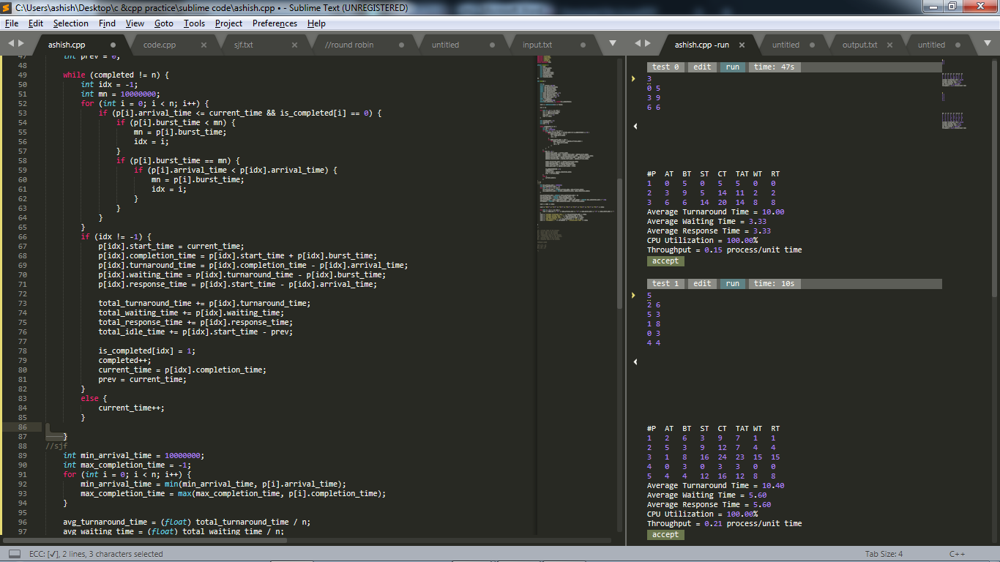 C:\Users\ashish\Desktop\c &cpp practice\sublime code\ashish.cpp • - Sublime Text (UNREGISTERED)
File Edit Selection Find View Goto Tools Project Preferences Help
ashish.cpp code.cpp sjf.txt //round robin untitled input.txt
47 int prev = 0;
48
49 while (completed != n) {
50 int idx = -1;
51 int mn = 10000000;
52 for (int i = 0; i < n; i++) {
53 if (p[i].arrival_time <= current_time && is_completed[i] == 0) {
54 if (p[i].burst_time < mn) {
55 mn = p[i].burst_time;
56 idx = i;
57 }
58 if (p[i].burst_time == mn) {
59 if (p[i].arrival_time < p[idx].arrival_time) {
60 mn = p[i].burst_time;
61 idx = i;
62 }
63 }
64 }
65 }
66 if (idx != -1) {
67 p[idx].start_time = current_time;
68 p[idx].completion_time = p[idx].start_time + p[idx].burst_time;
69 p[idx].turnaround_time = p[idx].completion_time - p[idx].arrival_time;
70 p[idx].waiting_time = p[idx].turnaround_time - p[idx].burst_time;
71 p[idx].response_time = p[idx].start_time - p[idx].arrival_time;
72
73 total_turnaround_time += p[idx].turnaround_time;
74 total_waiting_time += p[idx].waiting_time;
75 total_response_time += p[idx].response_time;
76 total_idle_time += p[idx].start_time - prev;
77
78 is_completed[idx] = 1;
79 completed++;
80 current_time = p[idx].completion_time;
81 prev = current_time;
82 }
83 else {
84 current_time++;
85 }
86
87 }
88 //sjf
89 int min_arrival_time = 10000000;
90 int max_completion_time = -1;
91 for (int i = 0; i < n; i++) {
92 min_arrival_time = min(min_arrival_time, p[i].arrival_time);
93 max_completion_time = max(max_completion_time, p[i].completion_time);
94 }
95
96 avg_turnaround_time = (float) total_turnaround_time / n;
97 avg_waiting_time = (float) total_waiting_time / n;
ashish.cpp -run untitled output.txt untitled
test 0 edit run time: 47s
3
0 5
3 9
6 6
#P AT BT ST CT TAT WT RT
1 0 5 0 5 5 0 0
2 3 9 5 14 11 2 2
3 6 6 14 20 14 8 8
Average Turnaround Time = 10.00
Average Waiting Time = 3.33
Average Response Time = 3.33
CPU Utilization = 100.00%
Throughput = 0.15 process/unit time
accept
test 1 edit run time: 10s
5
2 6
5 3
1 8
0 3
4 4
#P AT BT ST CT TAT WT RT
1 2 6 3 9 7 1 1
2 5 3 9 12 7 4 4
3 1 8 16 24 23 15 15
4 0 3 0 3 3 0 0
5 4 4 12 16 12 8 8
Average Turnaround Time = 10.40
Average Waiting Time = 5.60
Average Response Time = 5.60
CPU Utilization = 100.00%
Throughput = 0.21 process/unit time
accept
ECC: [✓], 2 lines, 3 characters selected
Tab Size: 4 C++